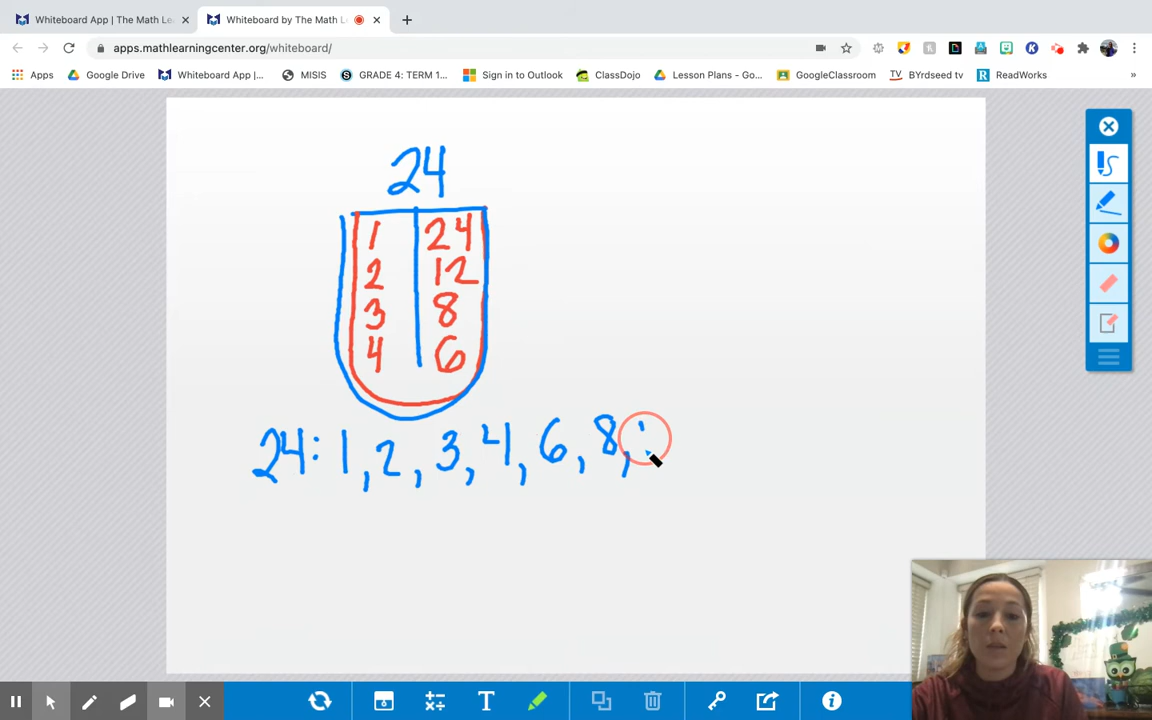 Whiteboard App | The Math Le
Whiteboard by The Math L
apps.mathlearningcenter.org/whiteboard/
Apps
Google Drive
Whiteboard App |...
MISIS
GRADE 4: TERM 1...
Sign in to Outlook
ClassDojo
Lesson Plans - Go...
GoogleClassroom
TV
BYrdseed tv
R
ReadWorks
»
24
1 24
2 12
3 8
4 6
24: 1, 2, 3, 4, 6, 8,